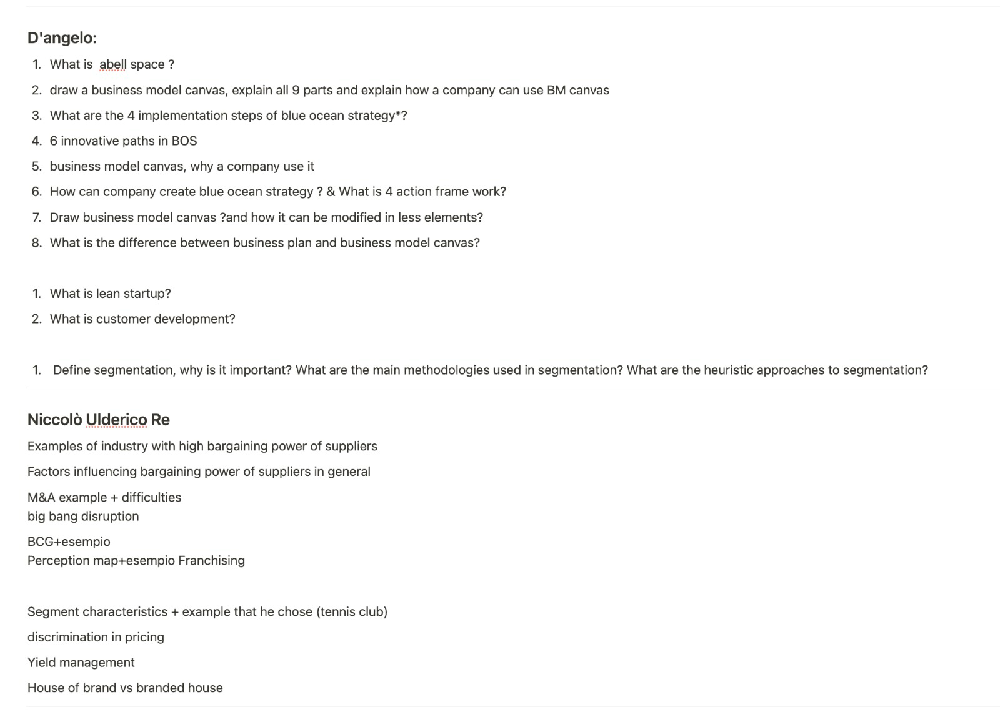 D'angelo:
1. What is  abell space ?
2. draw a business model canvas, explain all 9 parts and explain how a company can use BM canvas
3. What are the 4 implementation steps of blue ocean strategy*?
4. 6 innovative paths in BOS
5. business model canvas, why a company use it
6. How can company create blue ocean strategy ? & What is 4 action frame work?
7. Draw business model canvas ?and how it can be modified in less elements?
8. What is the difference between business plan and business model canvas?
1. What is lean startup?
2. What is customer development?
1. Define segmentation, why is it important? What are the main methodologies used in segmentation? What are the heuristic approaches to segmentation?
Niccolò Ulderico Re
Examples of industry with high bargaining power of suppliers
Factors influencing bargaining power of suppliers in general
M&A example + difficulties
big bang disruption
BCG+esempio
Perception map+esempio Franchising
Segment characteristics + example that he chose (tennis club)
discrimination in pricing
Yield management
House of brand vs branded house